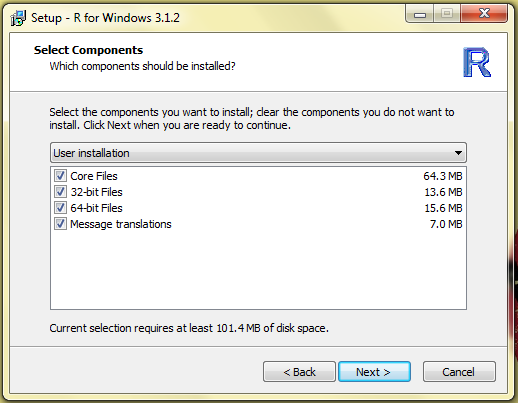 Setup - R for Windows 3.1.2
Select Components
Which components should be installed?
R
Select the components you want to install; clear the components you do not want to
install. Click Next when you are ready to continue.
User installation
Core Files 64.3 MB
32-bit Files 13.6 MB
64-bit Files 15.6 MB
Message translations 7.0 MB
Current selection requires at least 101.4 MB of disk space.
< Back Next > Cancel